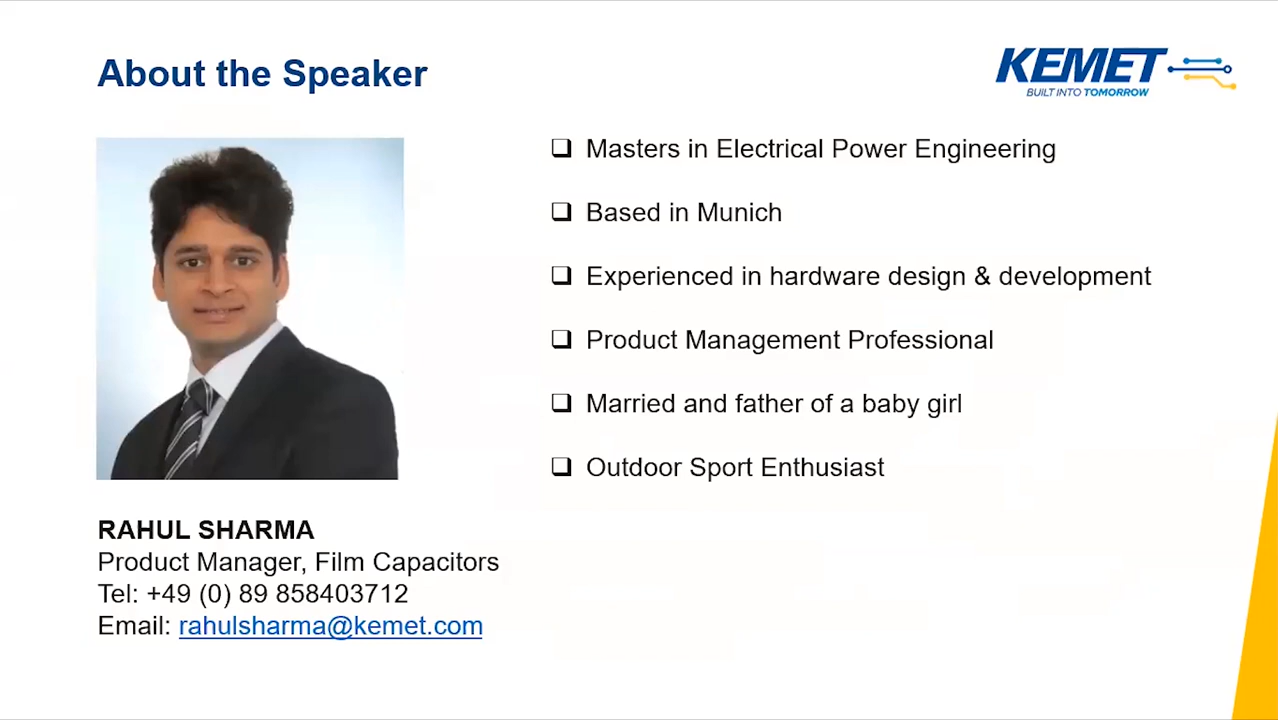 About the Speaker
KEMET
BUILT INTO TOMORROW
Masters in Electrical Power Engineering
Based in Munich
Experienced in hardware design & development
Product Management Professional
Married and father of a baby girl
Outdoor Sport Enthusiast
RAHUL SHARMA
Product Manager, Film Capacitors
Tel: +49 (0) 89 858403712
Email: rahulsharma@kemet.com